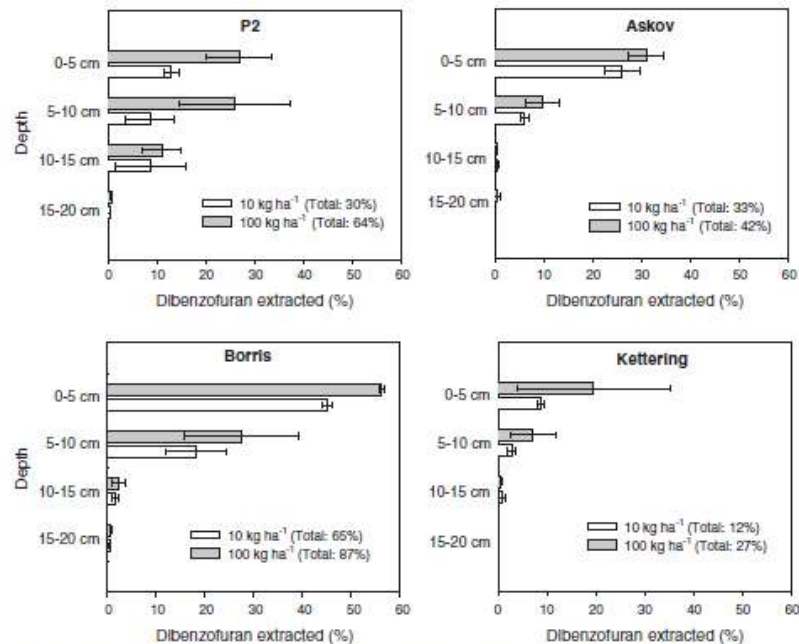 P2
Depth
0-5 cm
5-10 cm
10-15 cm
15-20 cm
10 kg ha⁻¹ (Total: 30%)
100 kg ha⁻¹ (Total: 64%)
0 10 20 30 40 50 60
Dibenzofuran extracted (%)
Askov
0-5 cm
5-10 cm
10-15 cm
15-20 cm
10 kg ha⁻¹ (Total: 33%)
100 kg ha⁻¹ (Total: 42%)
0 10 20 30 40 50 60
Dibenzofuran extracted (%)
Borris
Depth
0-5 cm
5-10 cm
10-15 cm
15-20 cm
10 kg ha⁻¹ (Total: 65%)
100 kg ha⁻¹ (Total: 87%)
0 10 20 30 40 50 60
Dibenzofuran extracted (%)
Kettering
0-5 cm
5-10 cm
10-15 cm
15-20 cm
10 kg ha⁻¹ (Total: 12%)
100 kg ha⁻¹ (Total: 27%)
0 10 20 30 40 50 60
Dibenzofuran extracted (%)